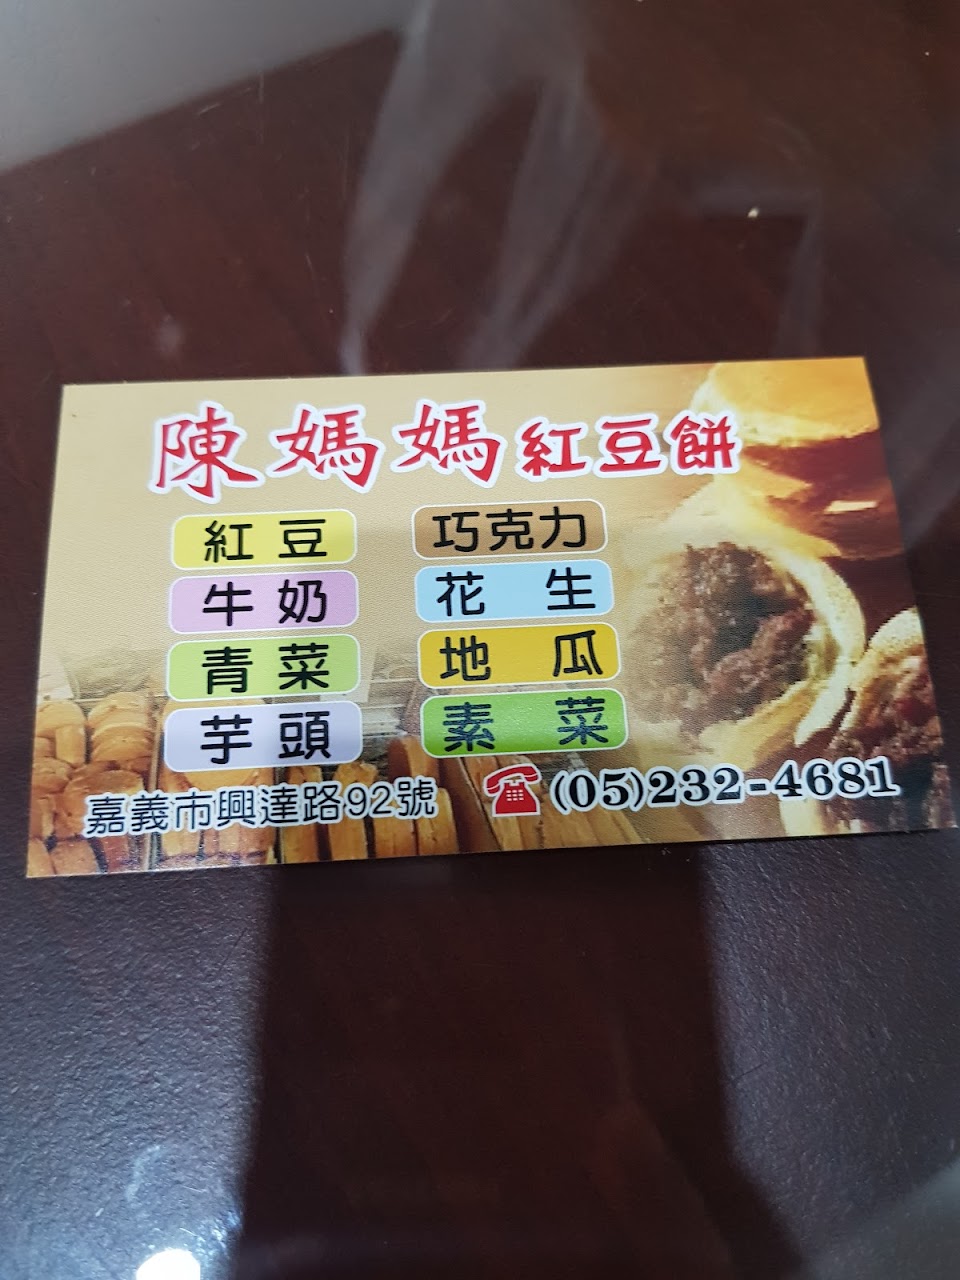 陳媽媽紅豆餅
紅豆 巧克力
牛奶 花生
青菜 地瓜
芋頭 素菜
嘉義市興達路92號 (05)232-4681